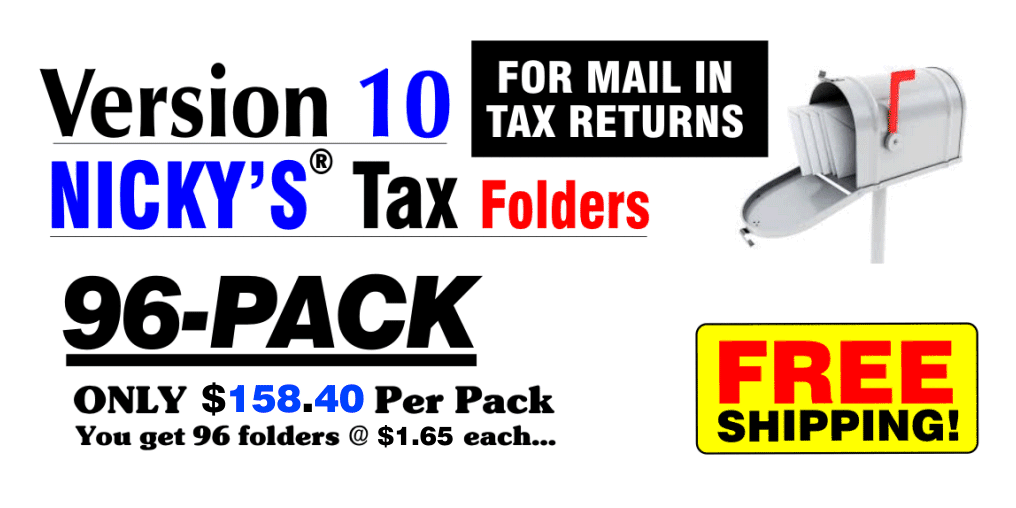 Version 10
FOR MAIL IN
TAX RETURNS
NICKY'S® Tax Folders
96-PACK
ONLY $158.40 Per Pack
You get 96 folders @ $1.65 each...
FREE
SHIPPING!